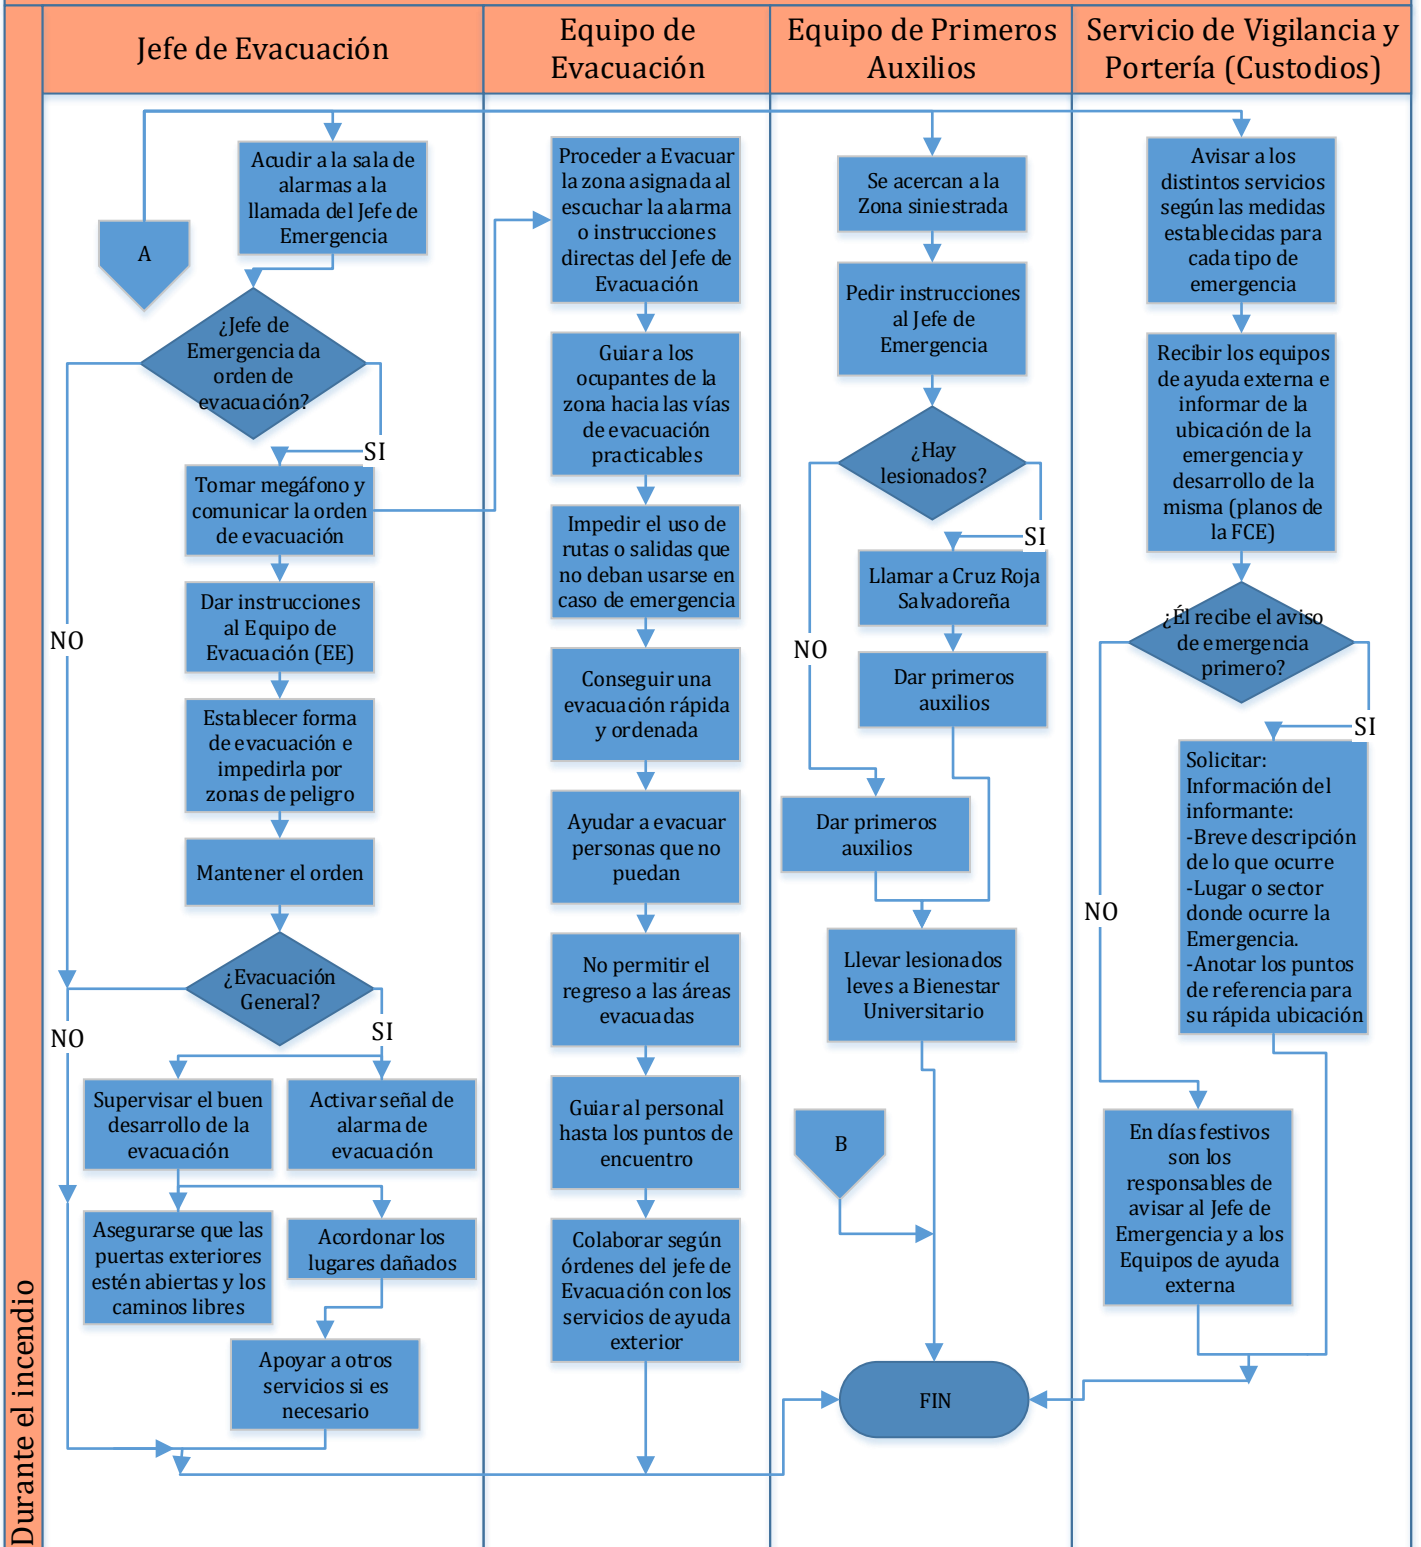 Jefe de Evacuación
Equipo de
Evacuación
Equipo de Primeros
Auxilios
Servicio de Vigilancia y
Portería (Custodios)
Durante el incendio
A
Acudir a la sala de
alarmas a la
llamada del Jefe de
Emergencia
¿Jefe de
Emergencia da
orden de
evacuación?
SI
NO
Tomar megáfono y
comunicar la orden
de evacuación
Dar instrucciones
al Equipo de
Evacuación (EE)
Establecer forma
de evacuación e
impedirla por
zonas de peligro
Mantener el orden
¿Evacuación
General?
NO
SI
Supervisar el buen
desarrollo de la
evacuación
Activar señal de
alarma de
evacuación
Asegurarse que las
puertas exteriores
estén abiertas y los
caminos libres
Acordonar los
lugares dañados
Apoyar a otros
servicios si es
necesario
Proceder a Evacuar
la zona asignada al
escuchar la alarma
o instrucciones
directas del Jefe de
Evacuación
Guiar a los
ocupantes de la
zona hacia las vías
de evacuación
practicables
Impedir el uso de
rutas o salidas que
no deban usarse en
caso de emergencia
Conseguir una
evacuación rápida
y ordenada
Ayudar a evacuar
personas que no
puedan
No permitir el
regreso a las áreas
evacuadas
Guiar al personal
hasta los puntos de
encuentro
Colaborar según
órdenes del jefe de
Evacuación con los
servicios de ayuda
exterior
Se acercan a la
Zona siniestrada
Pedir instrucciones
al Jefe de
Emergencia
¿Hay
lesionados?
SI
NO
Llamar a Cruz Roja
Salvadoreña
Dar primeros
auxilios
Dar primeros
auxilios
Llevar lesionados
leves a Bienestar
Universitario
B
FIN
Avisar a los
distintos servicios
según las medidas
establecidas para
cada tipo de
emergencia
Recibir los equipos
de ayuda externa e
informar de la
ubicación de la
emergencia y
desarrollo de la
misma (planos de
la FCE)
¿Él recibe el aviso
de emergencia
primero?
SI
NO
Solicitar:
Información del
informante:
-Breve descripción
de lo que ocurre
-Lugar o sector
donde ocurre la
Emergencia.
-Anotar los puntos
de referencia para
su rápida ubicación
En días festivos
son los
responsables de
avisar al Jefe de
Emergencia y a los
Equipos de ayuda
externa